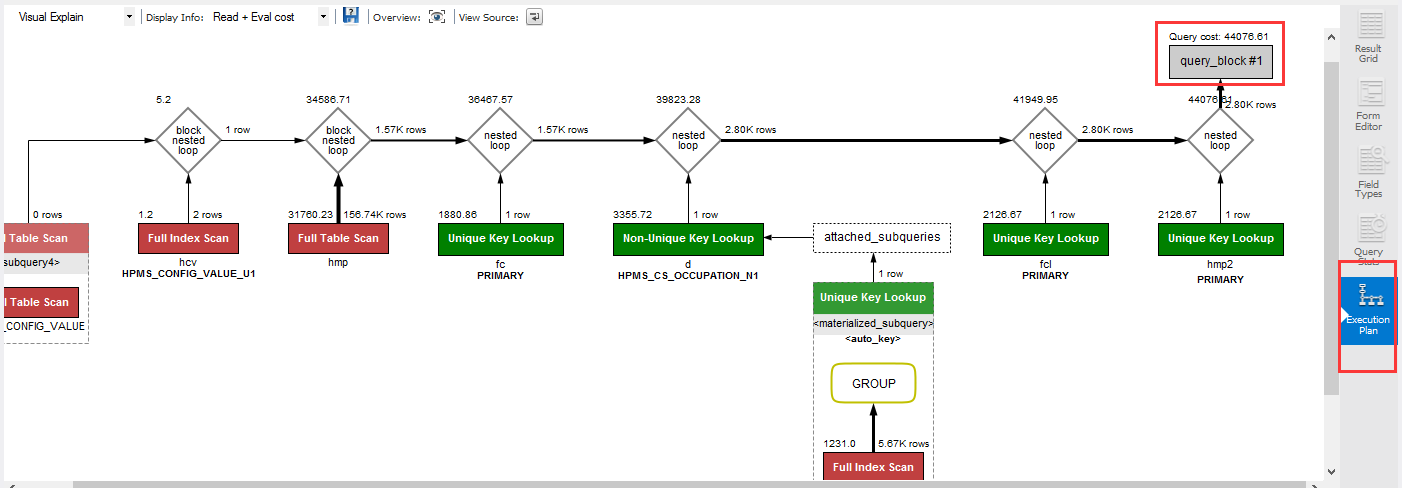 Visual Explain
Display Info:
Read + Eval cost
Overview:
View Source:
Query cost: 44076.61
query_block #1
5.2
34586.71
36467.57
39823.28
41949.95
44076.61
2.80K rows
block
nested
loop
1 row
block
nested
loop
1.57K rows
nested
loop
1.57K rows
nested
loop
2.80K rows
nested
loop
2.80K rows
nested
loop
0 rows
1.2
2 rows
31760.23
156.74K rows
1880.86
1 row
3355.72
1 row
2126.67
1 row
2126.67
1 row
Table Scan
Full Index Scan
Full Table Scan
Unique Key Lookup
Non-Unique Key Lookup
attached_subqueries
Unique Key Lookup
Unique Key Lookup
subquery4>
hcv
HPMS_CONFIG_VALUE_U1
hmp
fc
PRIMARY
d
HPMS_CS_OCCUPATION_N1
fcl
PRIMARY
hmp2
PRIMARY
1 row
Table Scan
_CONFIG_VALUE
Unique Key Lookup
<materialized_subquery>
<auto_key>
GROUP
1231.0
5.67K rows
Full Index Scan
Result
Grid
Form
Editor
Field
Types
Query
Stats
Execution
Plan